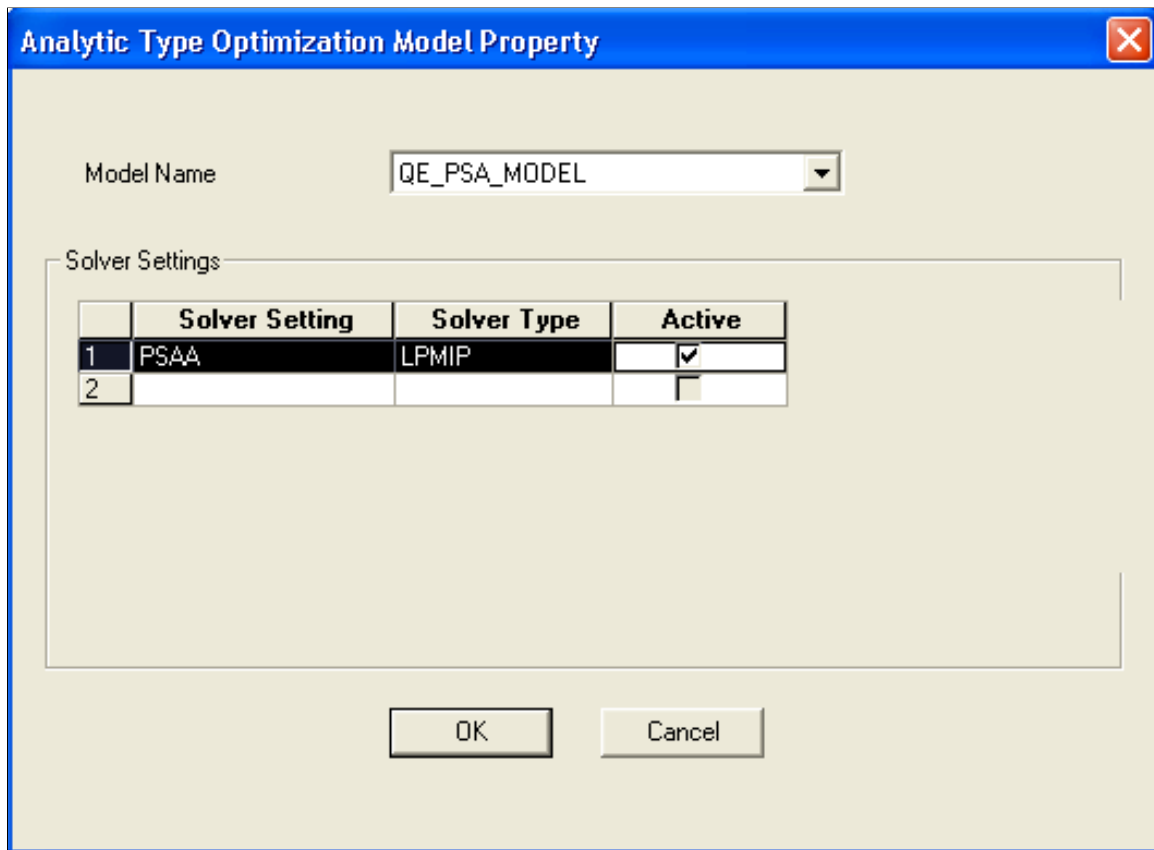 Analytic Type Optimization Model Property
Model Name QE_PSA_MODEL
Solver Settings
Solver Setting Solver Type Active
1 PSAA LPMIP
2
OK Cancel